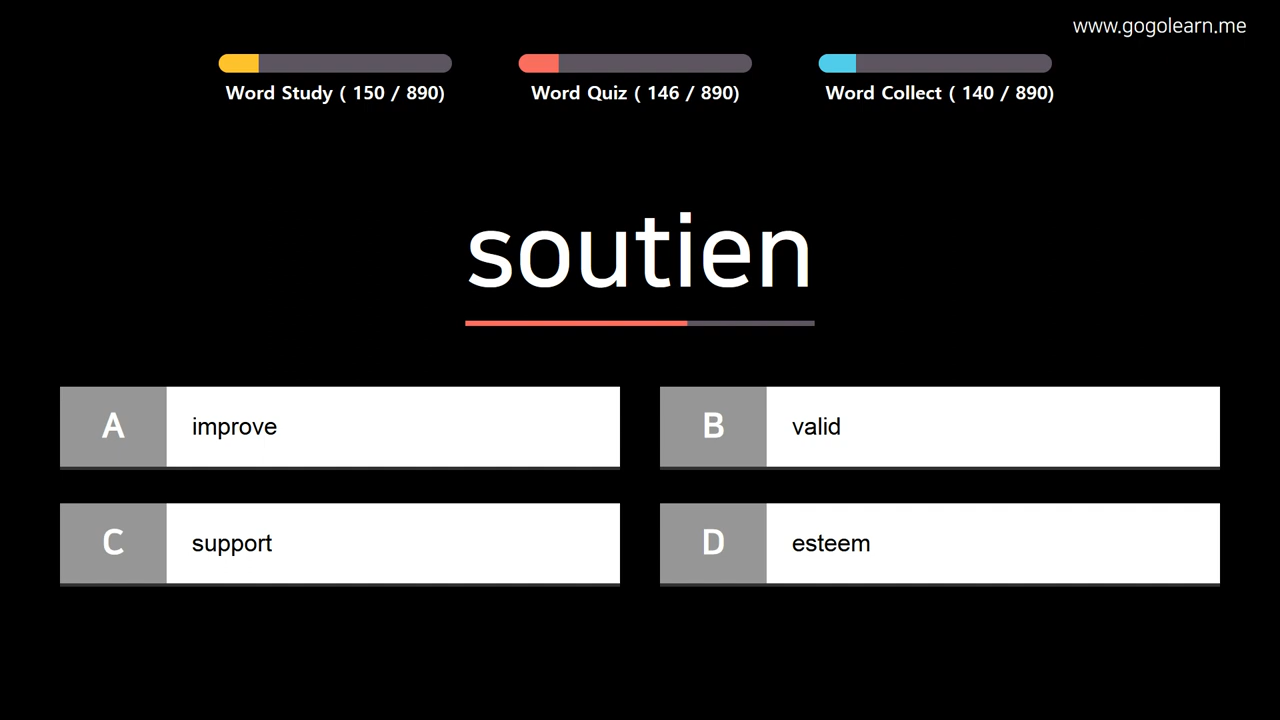 www.gogolearn.me
Word Study ( 150 / 890)
Word Quiz ( 146 / 890)
Word Collect ( 140 / 890)
soutien
A improve
B valid
C support
D esteem